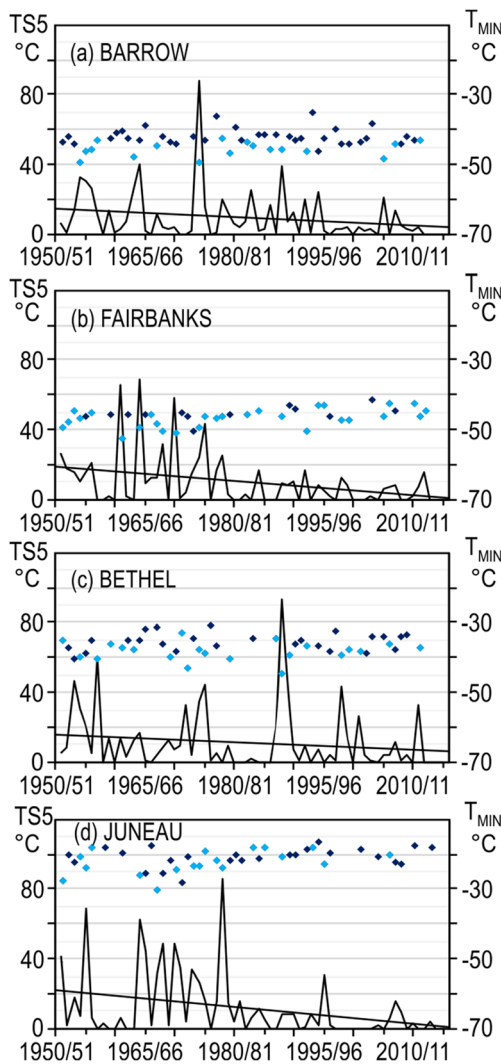 TS5 °C (a) BARROW T_MIN °C
80 -30
40 -50
0 -70
1950/51 1965/66 1980/81 1995/96 2010/11
TS5 °C (b) FAIRBANKS T_MIN °C
80 -30
40 -50
0 -70
1950/51 1965/66 1980/81 1995/96 2010/11
TS5 °C (c) BETHEL T_MIN °C
80 -30
40 -50
0 -70
1950/51 1965/66 1980/81 1995/96 2010/11
TS5 °C (d) JUNEAU T_MIN °C
80 -30
40 -50
0 -70
1950/51 1965/66 1980/81 1995/96 2010/11